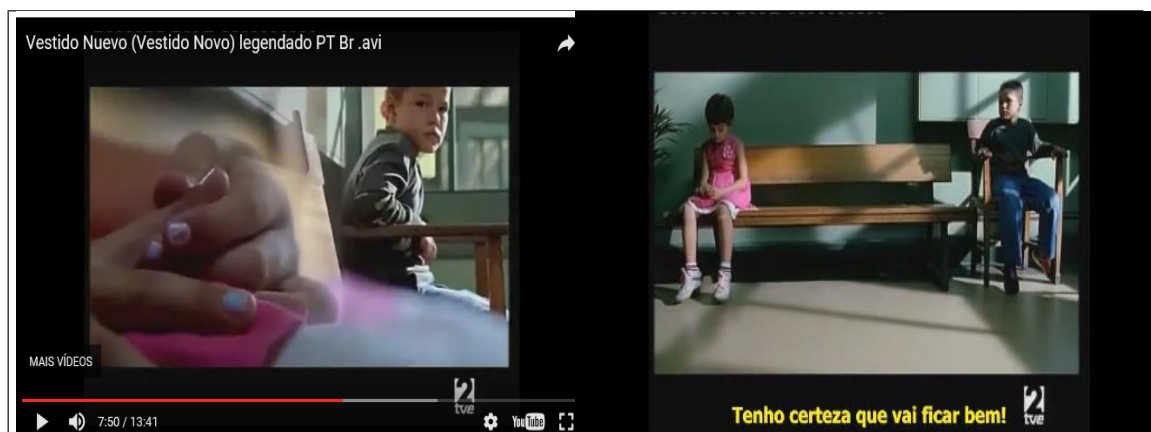 Vestido Nuevo (Vestido Novo) legendado PT Br .avi
MAIS VÍDEOS
2
tve
7:50 / 13:41
YouTube
2
tve
Tenho certeza que vai ficar bem!